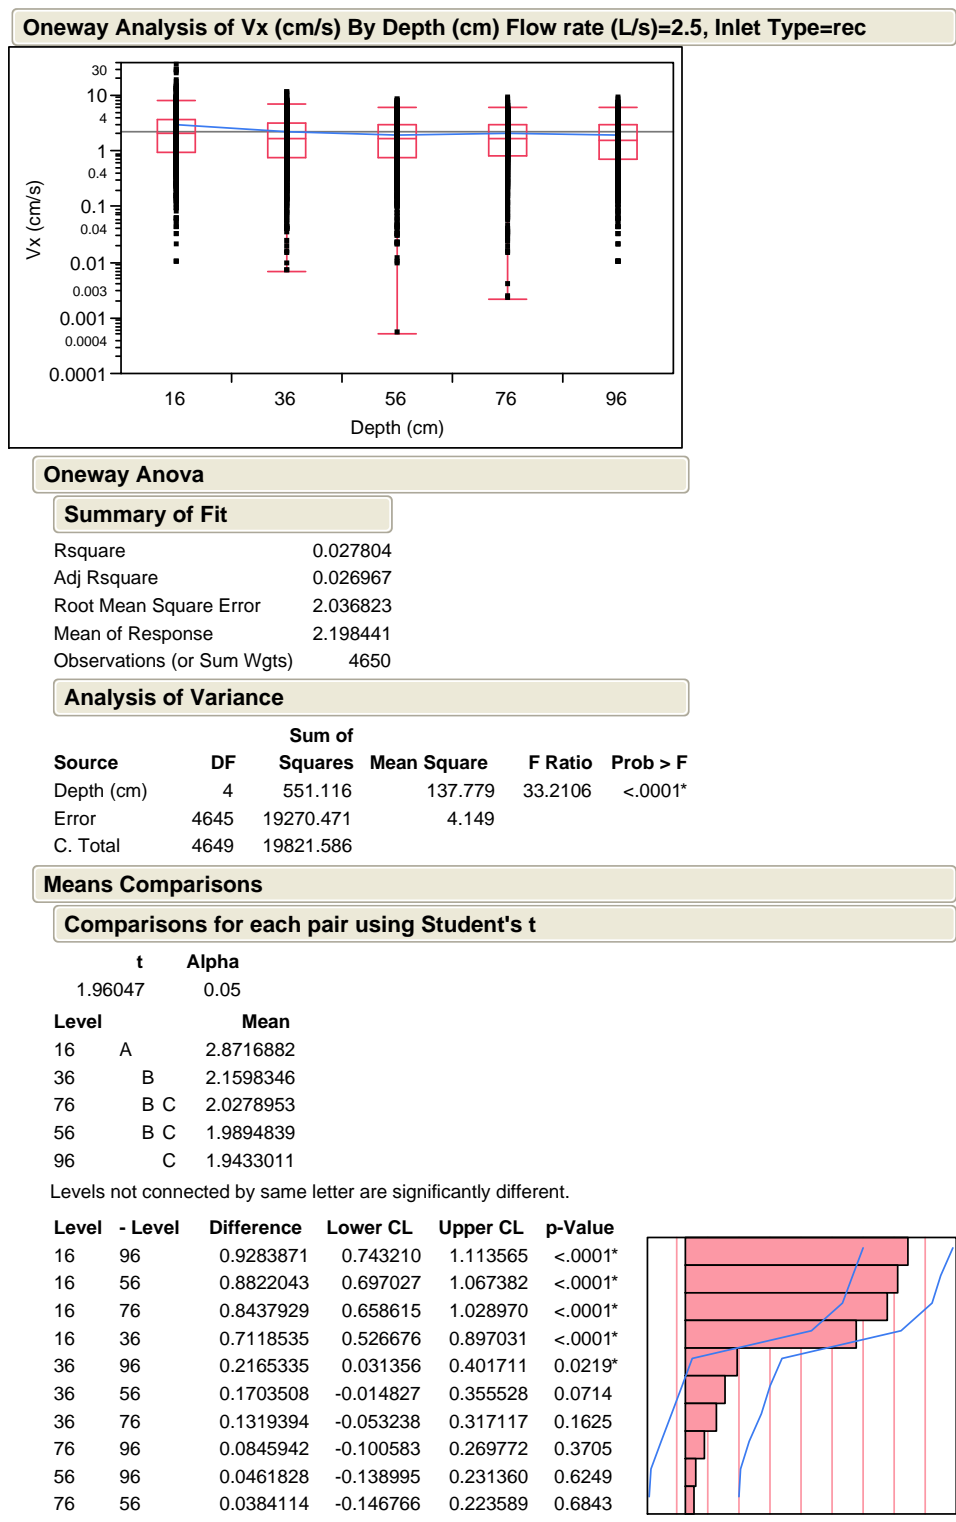 Oneway Analysis of Vx (cm/s) By Depth (cm) Flow rate (L/s)=2.5, Inlet Type=rec
30
10
4
1
0.4
0.1
0.04
0.01
0.003
0.001
0.0004
0.0001
Vx (cm/s)
16 36 56 76 96
Depth (cm)
Oneway Anova
Summary of Fit
Rsquare 0.027804
Adj Rsquare 0.026967
Root Mean Square Error 2.036823
Mean of Response 2.198441
Observations (or Sum Wgts) 4650
Analysis of Variance
Sum of
Source DF Squares Mean Square F Ratio Prob > F
Depth (cm) 4 551.116 137.779 33.2106 <.0001*
Error 4645 19270.471 4.149
C. Total 4649 19821.586
Means Comparisons
Comparisons for each pair using Student's t
t Alpha
1.96047 0.05
Level Mean
16 A 2.8716882
36 B 2.1598346
76 B C 2.0278953
56 B C 1.9894839
96 C 1.9433011
Levels not connected by same letter are significantly different.
Level - Level Difference Lower CL Upper CL p-Value
16 96 0.9283871 0.743210 1.113565 <.0001*
16 56 0.8822043 0.697027 1.067382 <.0001*
16 76 0.8437929 0.658615 1.028970 <.0001*
16 36 0.7118535 0.526676 0.897031 <.0001*
36 96 0.2165335 0.031356 0.401711 0.0219*
36 56 0.1703508 -0.014827 0.355528 0.0714
36 76 0.1319394 -0.053238 0.317117 0.1625
76 96 0.0845942 -0.100583 0.269772 0.3705
56 96 0.0461828 -0.138995 0.231360 0.6249
76 56 0.0384114 -0.146766 0.223589 0.6843